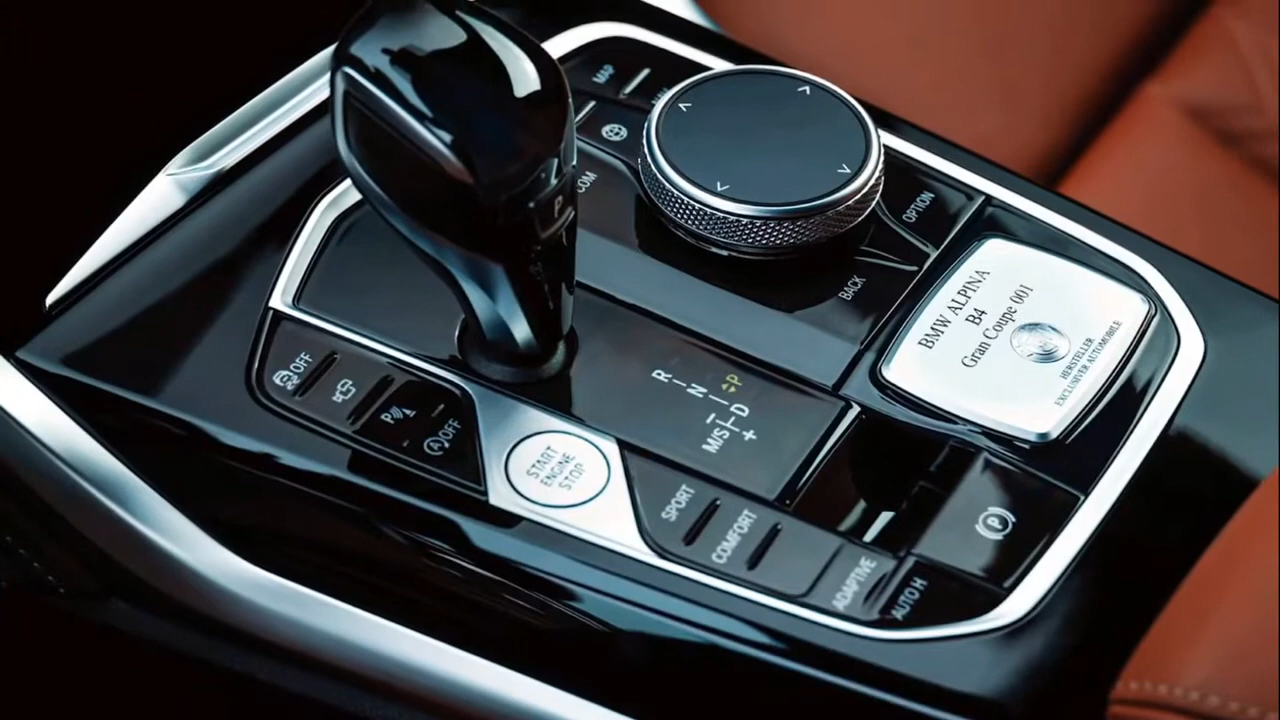 MAP
COM
OPTION
BACK
P
BMW ALPINA
B4
Gran Coupe 001
HERSTELLER
EXCLUSIVER AUTOMOBILE
R
N
P
D
M/S
+
OFF
P
OFF
START
ENGINE
STOP
SPORT
COMFORT
ADAPTIVE
(P)
AUTO H